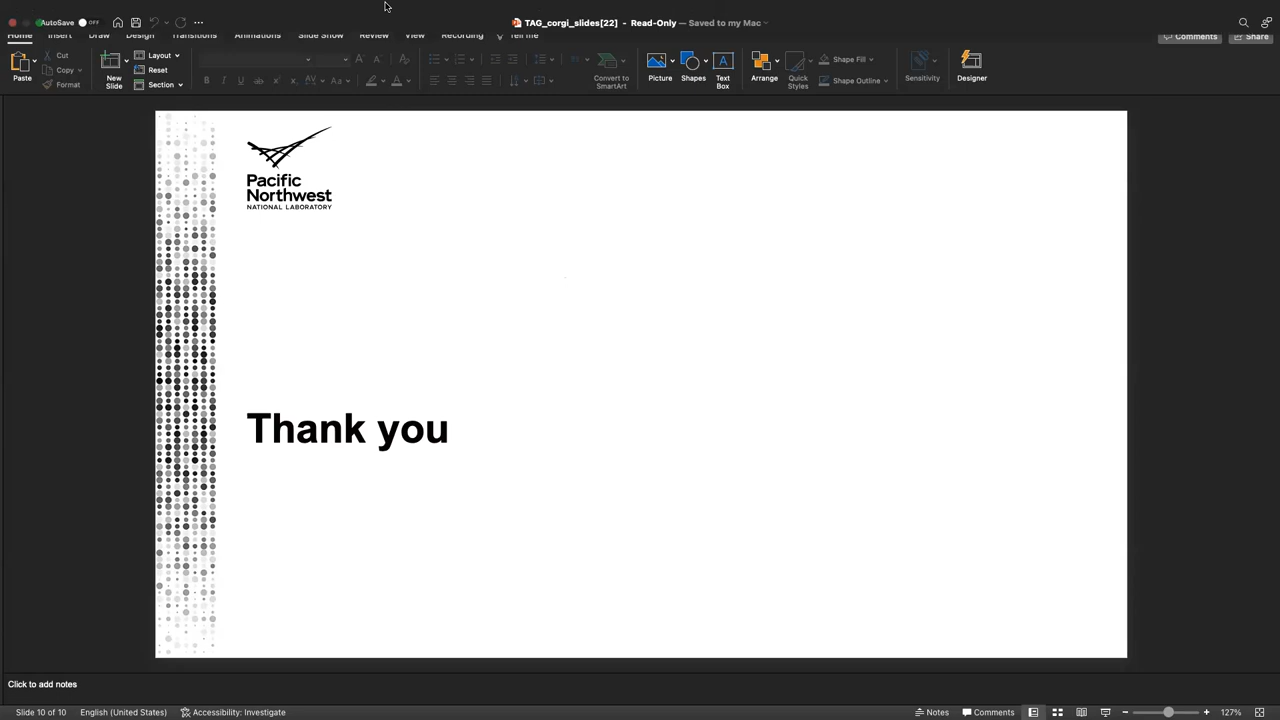 AutoSave OFF
TAG_corgi_slides[22] - Read-Only — Saved to my Mac
Home Insert Draw Design Transitions Animations Slide Show Review View Recording Tell me
Comments Share
Paste
Cut
Copy
Format
New Slide
Layout
Reset
Section
Convert to SmartArt
Picture
Shapes
Text Box
Arrange
Quick Styles
Shape Fill
Shape Outline
Sensitivity
Designer
Pacific
Northwest
NATIONAL LABORATORY
Thank you
Click to add notes
Slide 10 of 10 English (United States) Accessibility: Investigate Notes Comments 127%